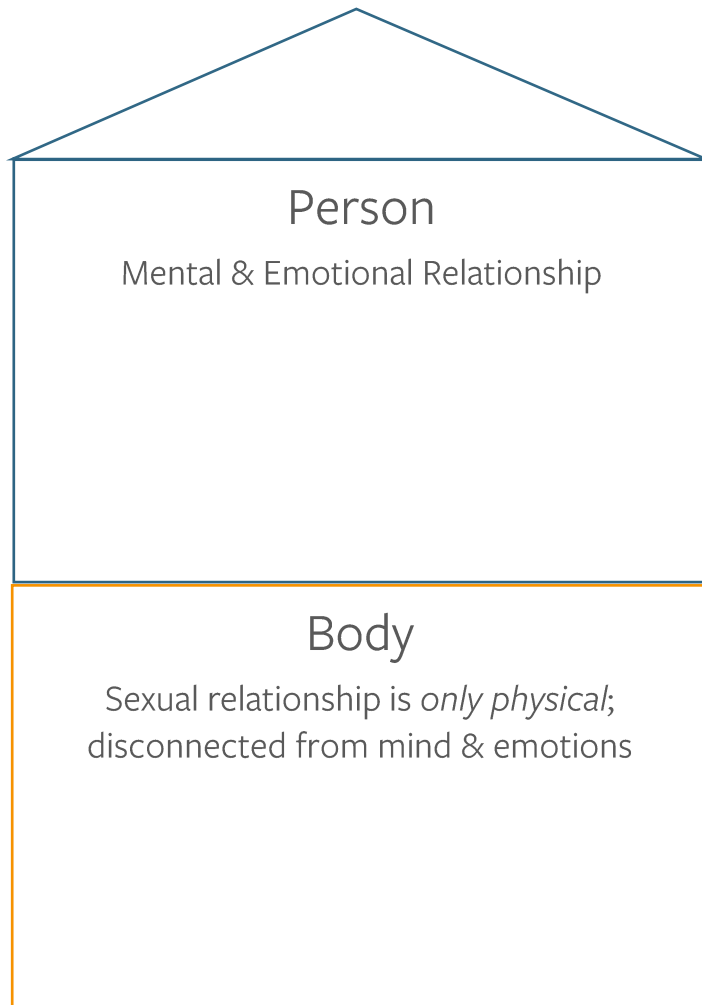 Person
Mental & Emotional Relationship
Body
Sexual relationship is only physical;
disconnected from mind & emotions